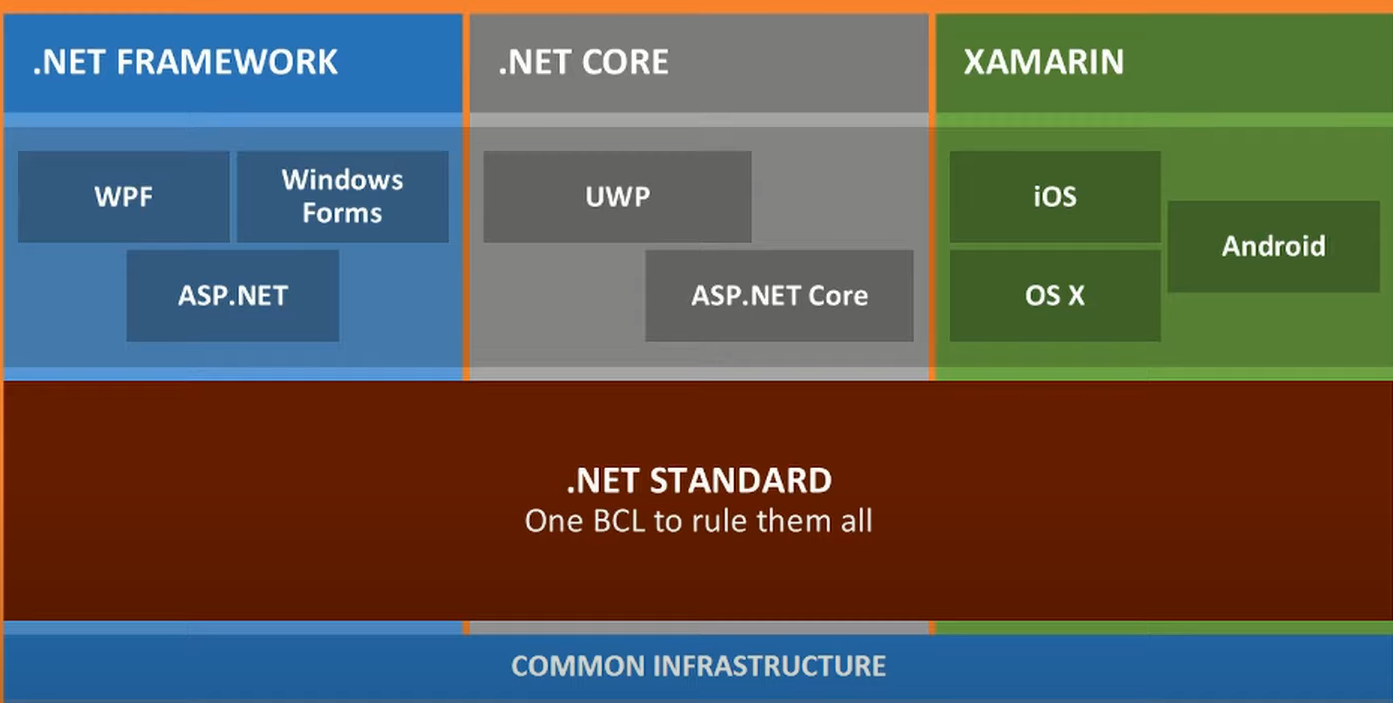 .NET FRAMEWORK
WPF
Windows
Forms
ASP.NET
.NET CORE
UWP
ASP.NET Core
XAMARIN
iOS
Android
OS X
.NET STANDARD
One BCL to rule them all
COMMON INFRASTRUCTURE